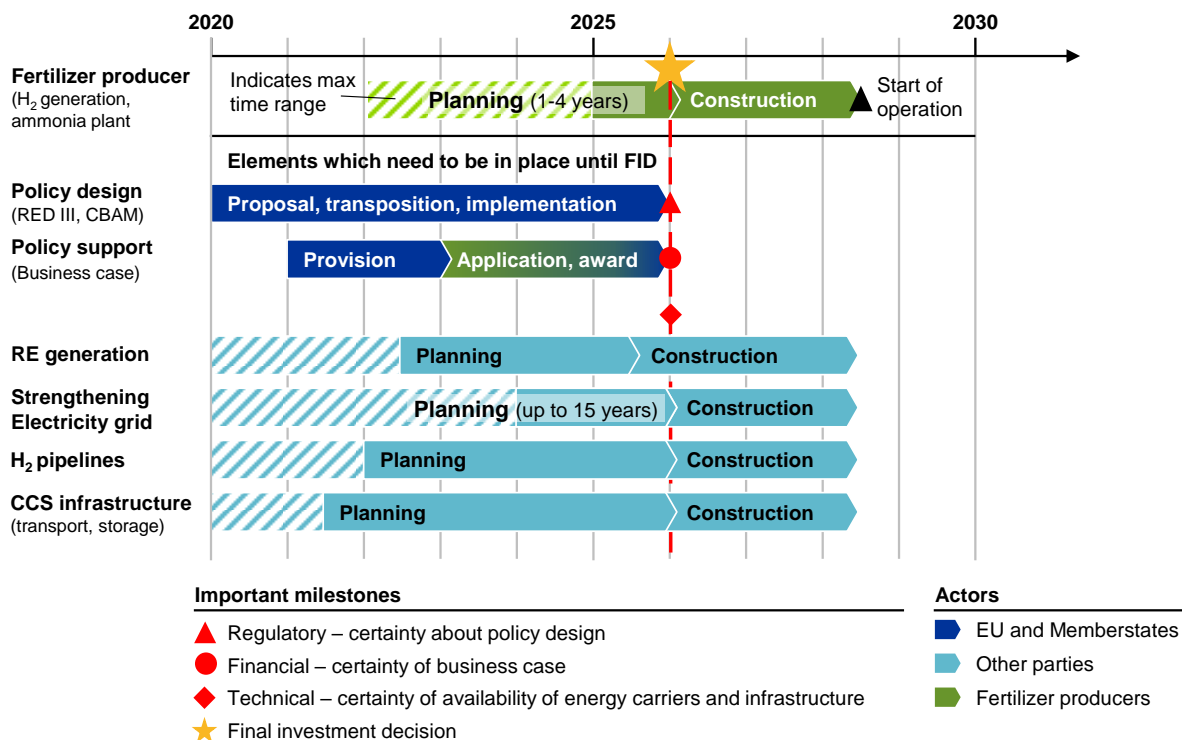 2020 2025 2030
Fertilizer producer
(H₂ generation,
ammonia plant
Indicates max
time range
Planning (1-4 years)
Construction
Start of
operation
Elements which need to be in place until FID
Policy design
(RED III, CBAM)
Proposal, transposition, implementation
Policy support
(Business case)
Provision
Application, award
RE generation
Planning
Construction
Strengthening
Electricity grid
Planning (up to 15 years)
Construction
H₂ pipelines
Planning
Construction
CCS infrastructure
(transport, storage)
Planning
Construction
Important milestones
Regulatory – certainty about policy design
Financial – certainty of business case
Technical – certainty of availability of energy carriers and infrastructure
Final investment decision
Actors
EU and Memberstates
Other parties
Fertilizer producers